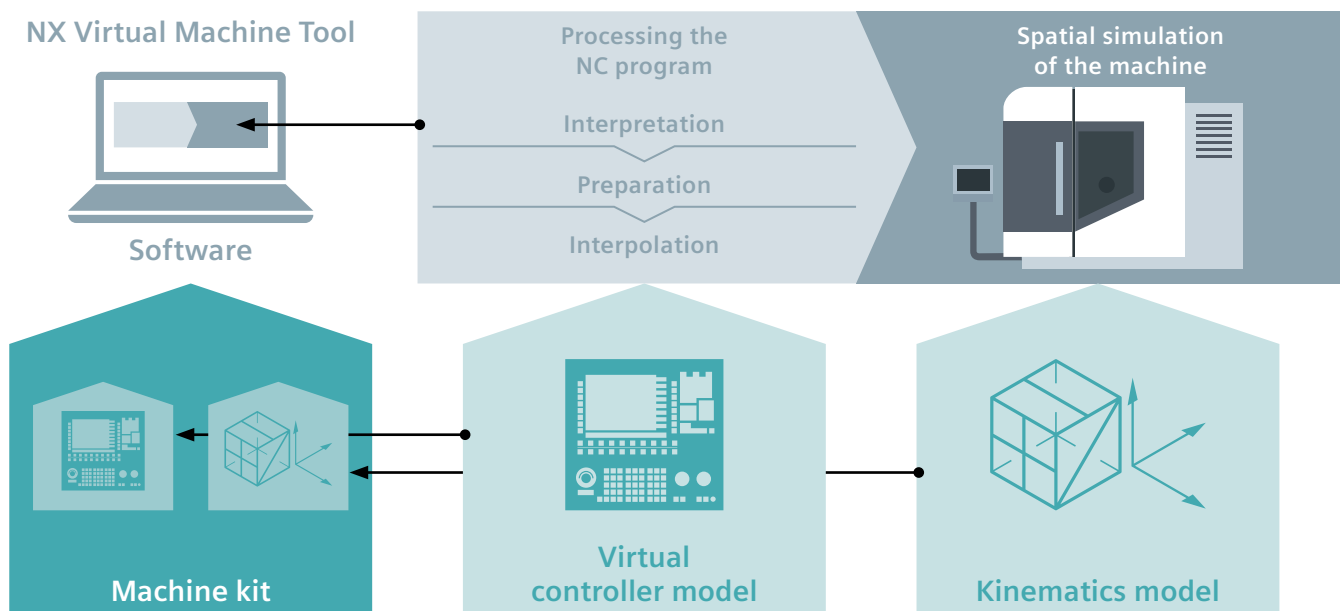 NX Virtual Machine Tool
Software
Processing the
NC program
Interpretation
Preparation
Interpolation
Spatial simulation
of the machine
Machine kit
Virtual
controller model
Kinematics model